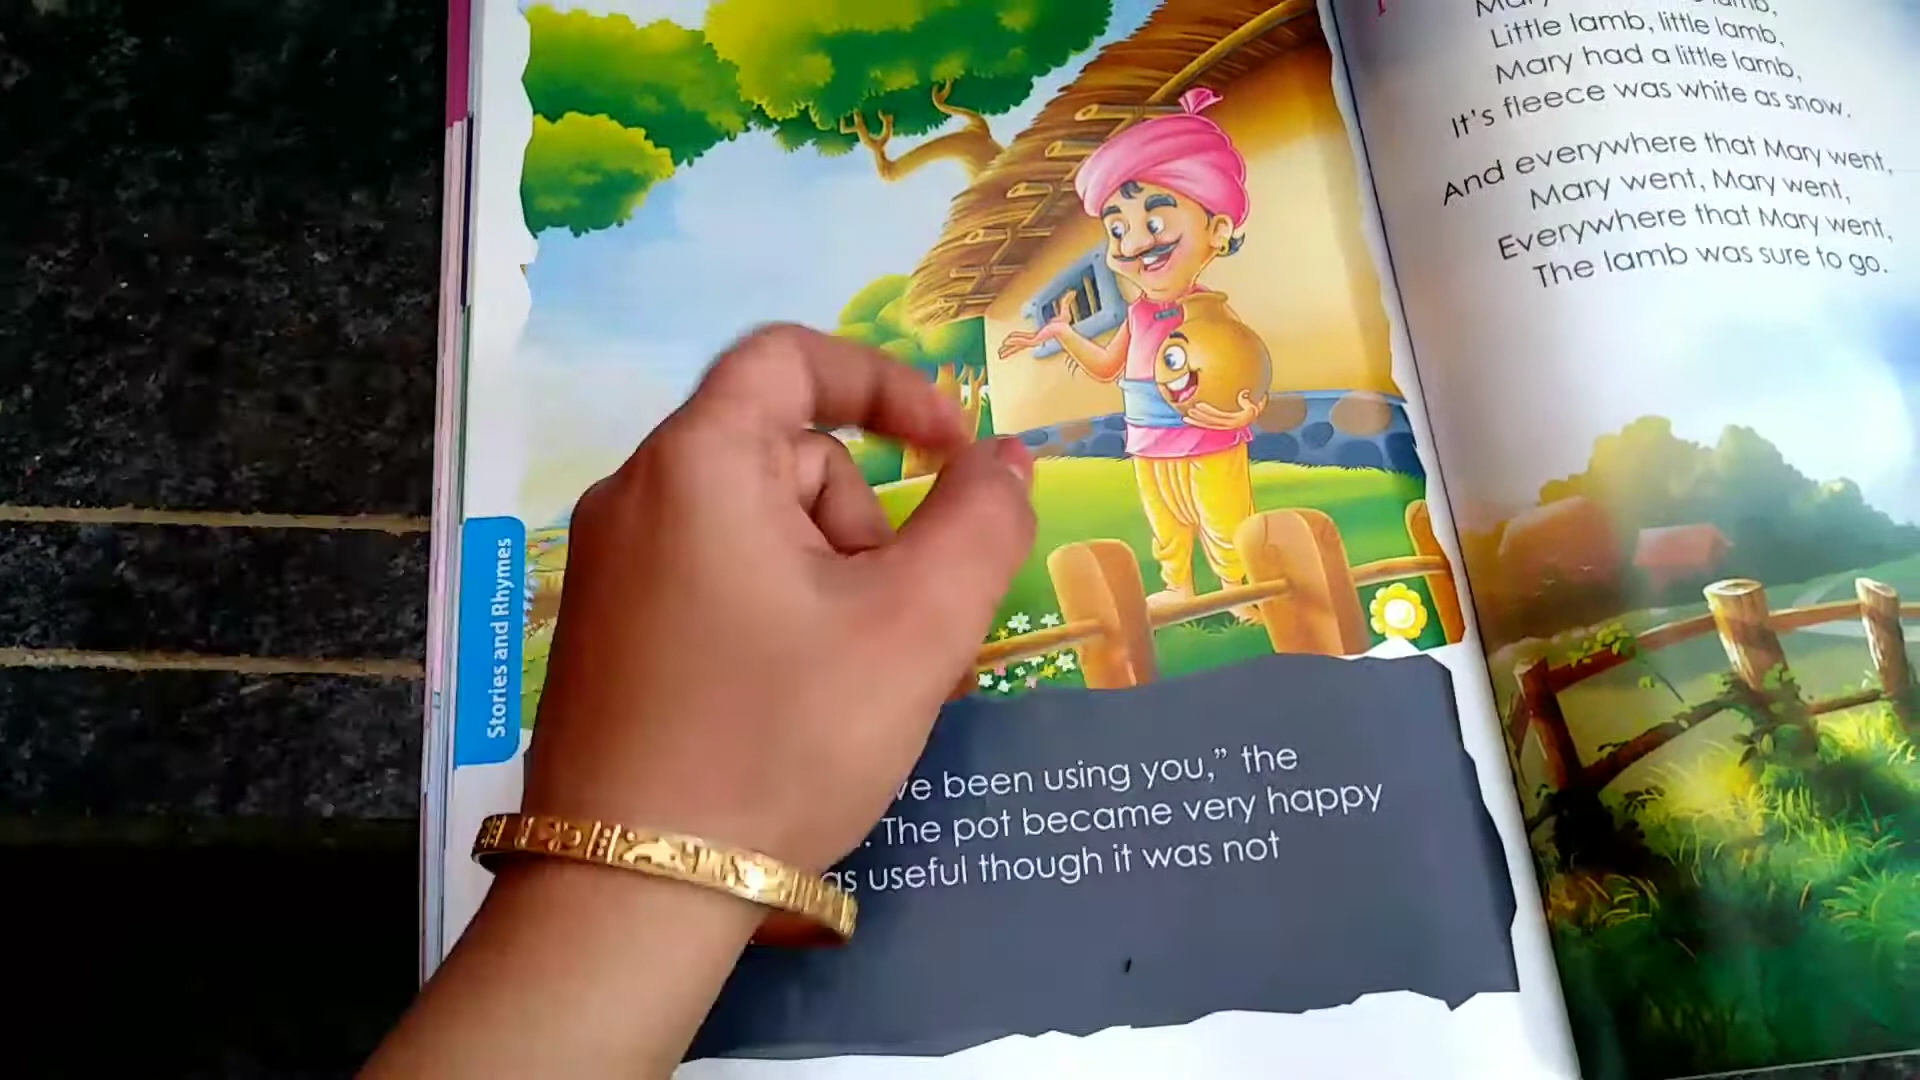 Stories and Rhymes
been using you,” the
The pot became very happy
useful though it was not
Little lamb, little lamb,
Mary had a little lamb,
It's fleece was white as snow.
And everywhere that Mary went,
Mary went, Mary went,
Everywhere that Mary went,
The lamb was sure to go.